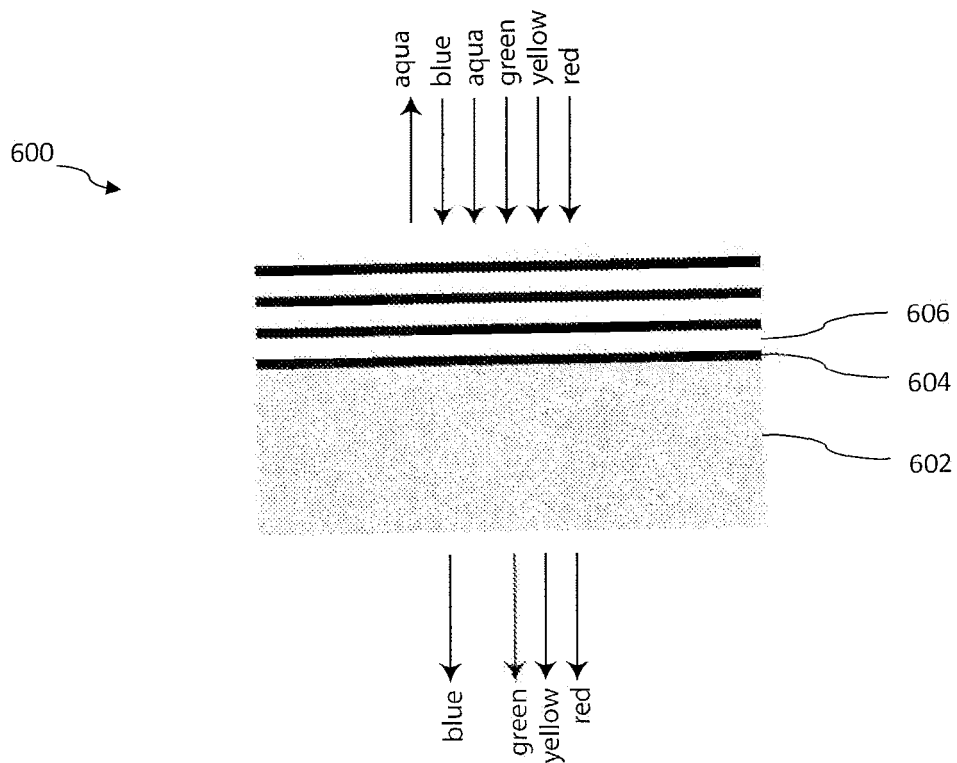 aqua
blue
aqua
green
yellow
red
600
606
604
602
blue
green
yellow
red